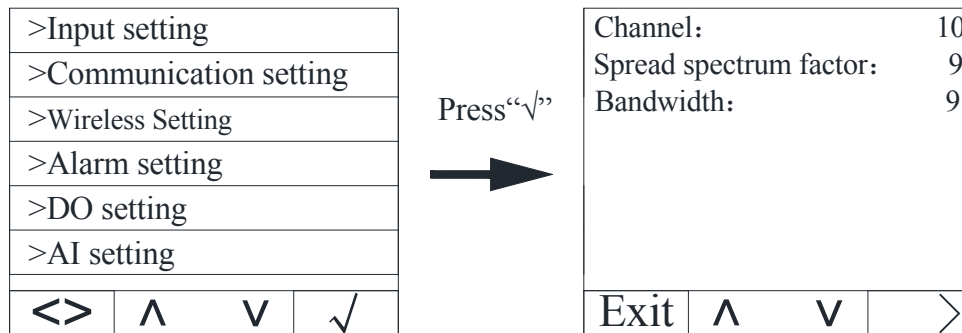 >Input setting
>Communication setting
>Wireless Setting
>Alarm setting
>DO setting
>AI setting
<> ∧ ∨ √
Press“√”
Channel： 10
Spread spectrum factor： 9
Bandwidth： 9
Exit ∧ ∨ >